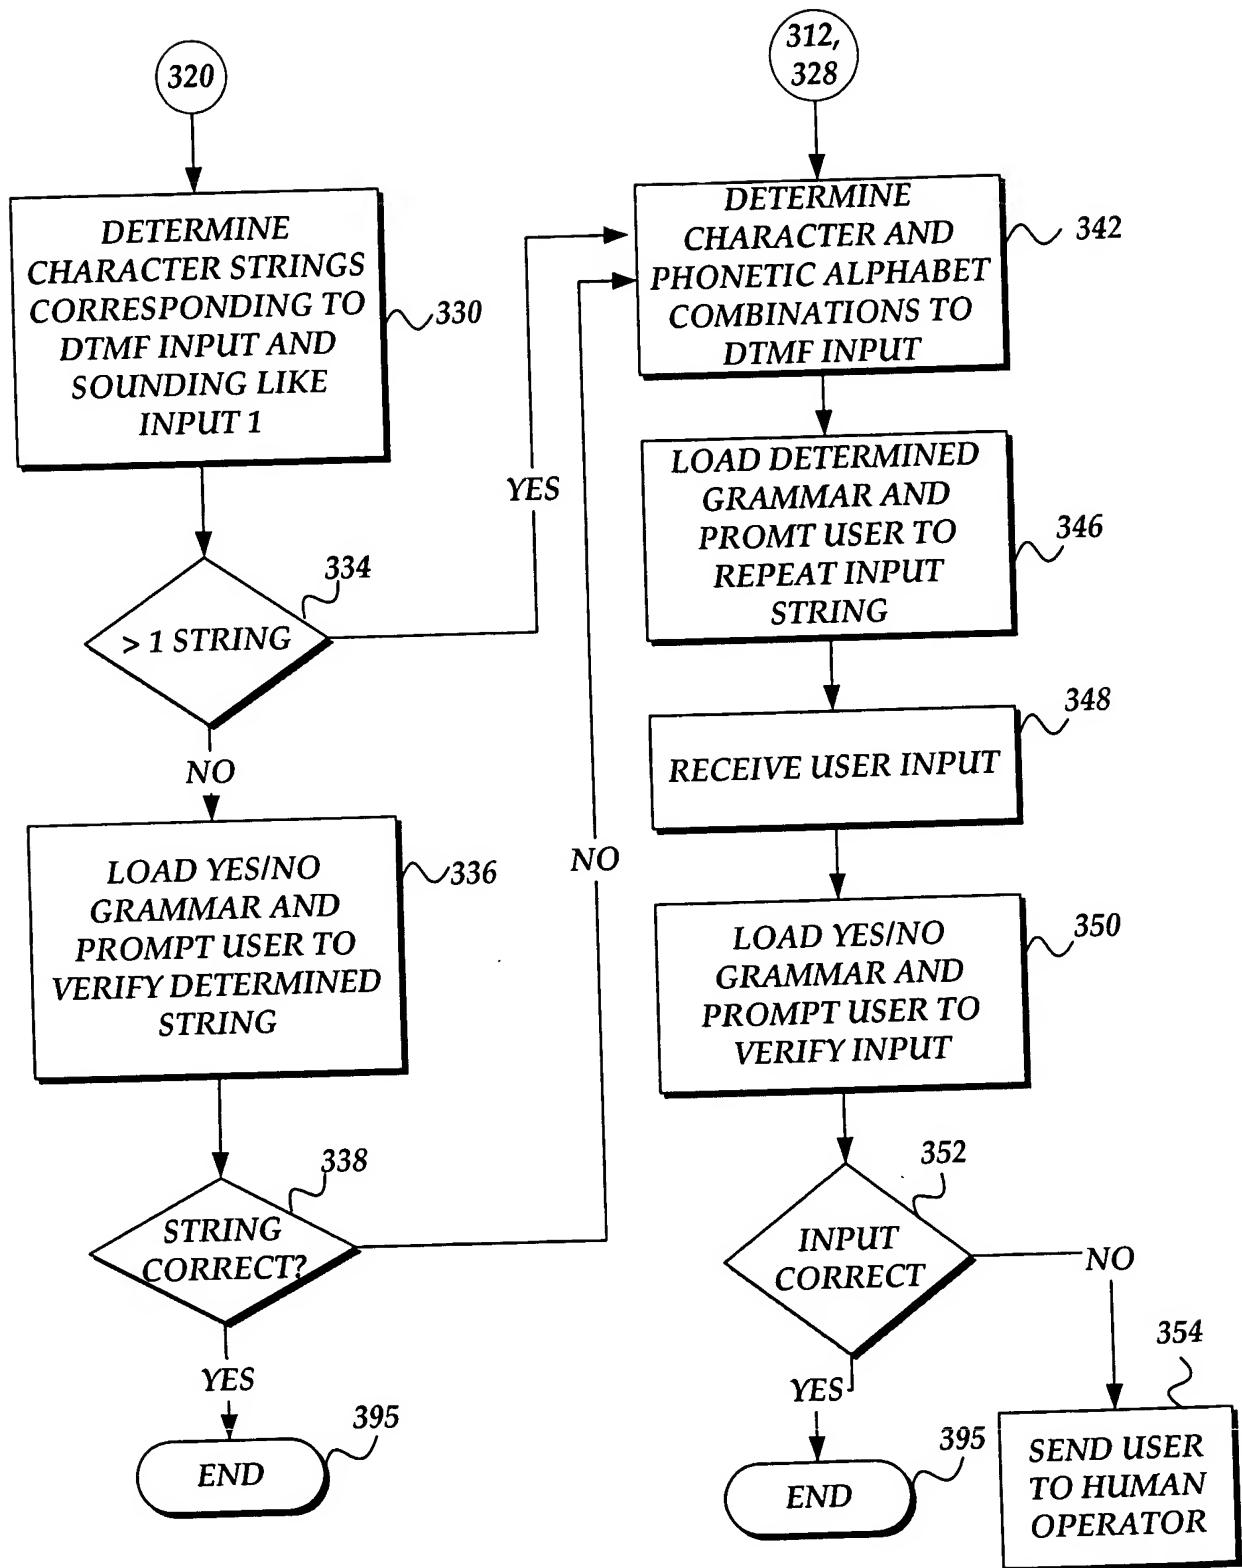 320
DETERMINE
CHARACTER STRINGS
CORRESPONDING TO
DTMF INPUT AND
SOUNDING LIKE
INPUT 1
330
> 1 STRING
334
YES
NO
LOAD YES/NO
GRAMMAR AND
PROMPT USER TO
VERIFY DETERMINED
STRING
336
STRING
CORRECT?
338
NO
YES
END
395
312,
328
DETERMINE
CHARACTER AND
PHONETIC ALPHABET
COMBINATIONS TO
DTMF INPUT
342
LOAD DETERMINED
GRAMMAR AND
PROMT USER TO
REPEAT INPUT
STRING
346
RECEIVE USER INPUT
348
LOAD YES/NO
GRAMMAR AND
PROMPT USER TO
VERIFY INPUT
350
INPUT
CORRECT
352
NO
YES
END
395
SEND USER
TO HUMAN
OPERATOR
354